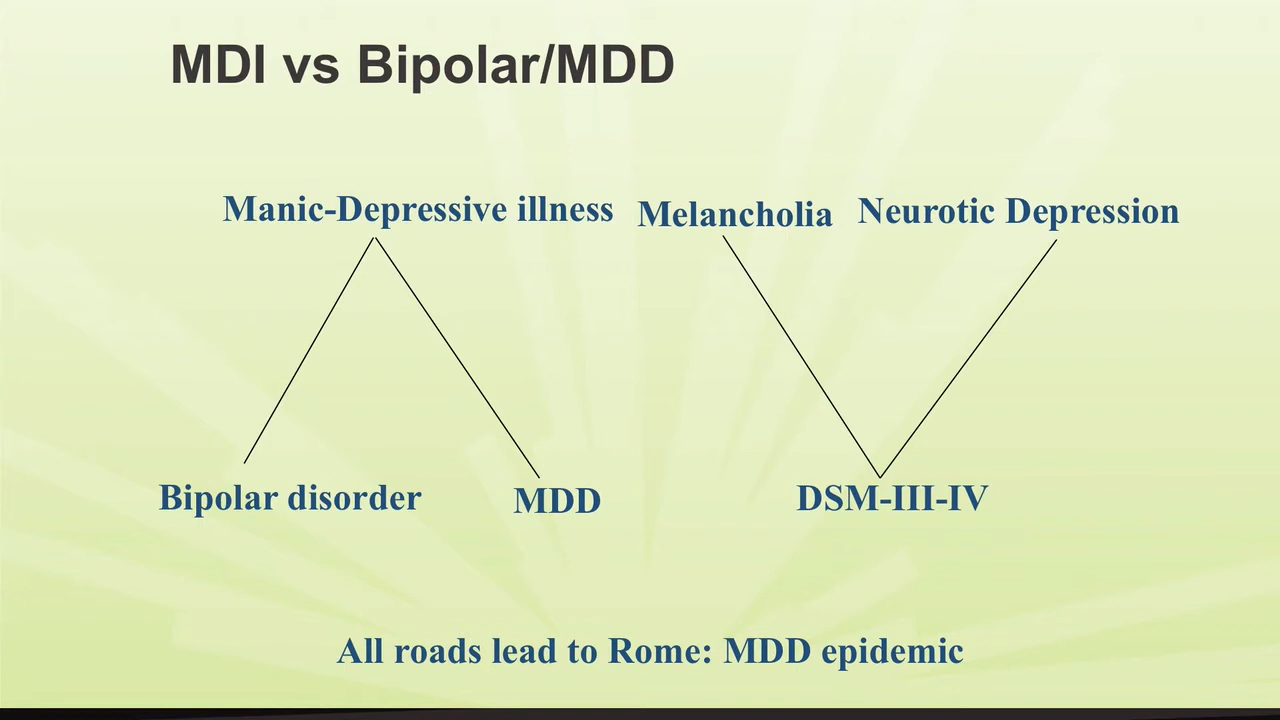 MDI vs Bipolar/MDD
Manic-Depressive illness
Melancholia
Neurotic Depression
Bipolar disorder
MDD
DSM-III-IV
All roads lead to Rome: MDD epidemic